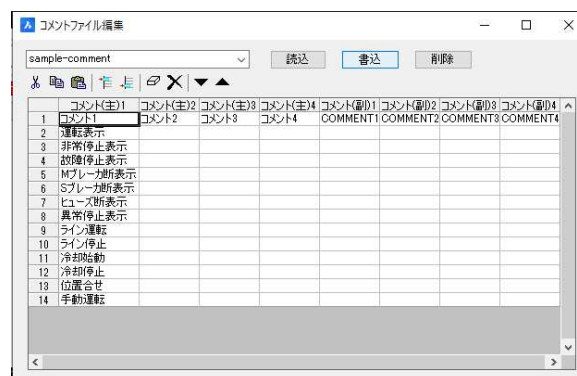 コメントファイル編集
sample-comment
読込 書込 削除
コメント(主)1 コメント(主)2 コメント(主)3 コメント(主)4 コメント(副)1 コメント(副)2 コメント(副)3 コメント(副)4
1 コメント1 コメント2 コメント3 コメント4 COMMENT1 COMMENT2 COMMENT3 COMMENT4
2 運転表示
3 非常停止表示
4 故障停止表示
5 Mブレーカ断表示
6 Sブレーカ断表示
7 ヒューズ断表示
8 異常停止表示
9 ライン運転
10 ライン停止
11 冷却始動
12 冷却停止
13 位置合せ
14 手動運転